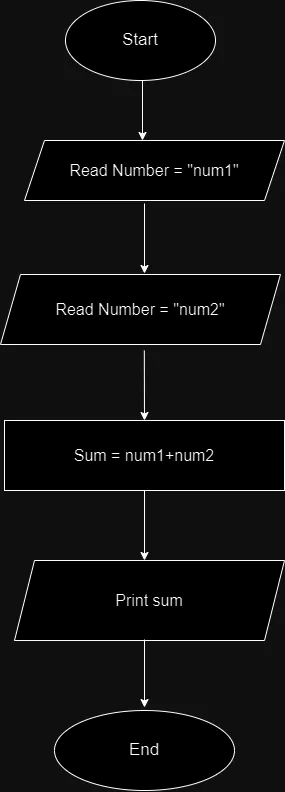 Start
Read Number = "num1"
Read Number = "num2"
Sum = num1+num2
Print sum
End